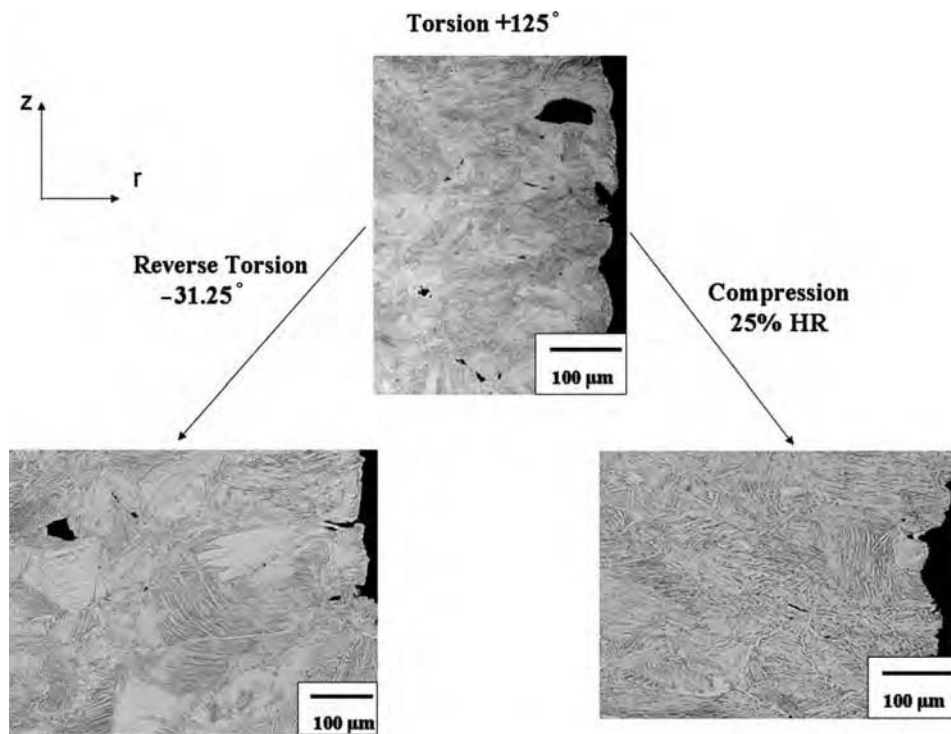 Torsion +125°
z
r
Reverse Torsion
−31.25°
Compression
25% HR
100 µm
100 µm
100 µm